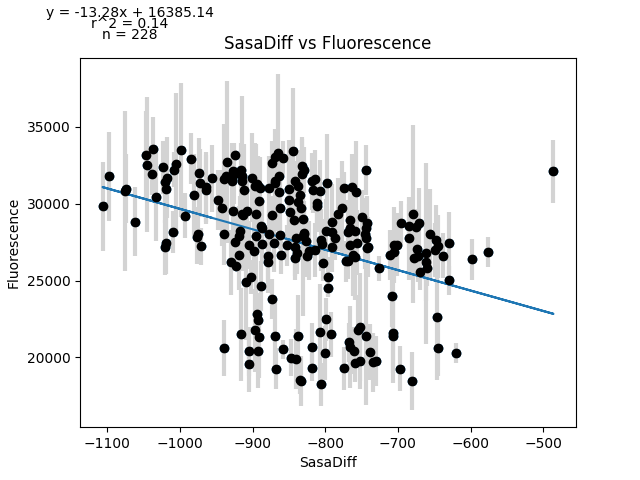 y = -13.28x + 16385.14
r^2 = 0.14
n = 228
SasaDiff vs Fluorescence
Fluorescence
35000
30000
25000
20000
−1100
−1000
−900
−800
−700
−600
−500
SasaDiff